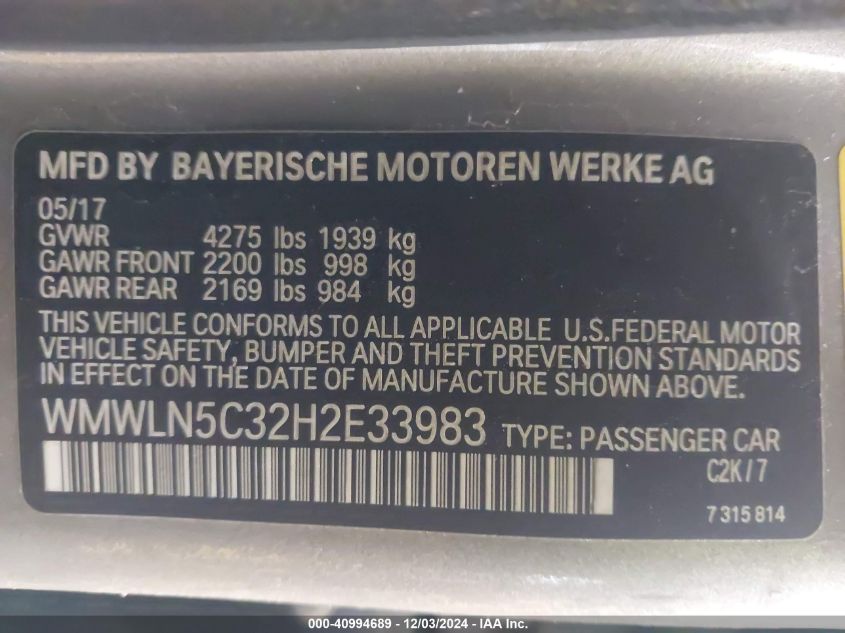 MFD BY BAYERISCHE MOTOREN WERKE AG
05/17
GVWR 4275 lbs 1939 kg
GAWR FRONT 2200 lbs 998 kg
GAWR REAR 2169 lbs 984 kg
THIS VEHICLE CONFORMS TO ALL APPLICABLE U.S.FEDERAL MOTOR
VEHICLE SAFETY, BUMPER AND THEFT PREVENTION STANDARDS
IN EFFECT ON THE DATE OF MANUFACTURE SHOWN ABOVE.
WMWLN5C32H2E33983 TYPE: PASSENGER CAR
C2K/7
7 315 814
000-40994689 - 12/03/2024 - IAA Inc.